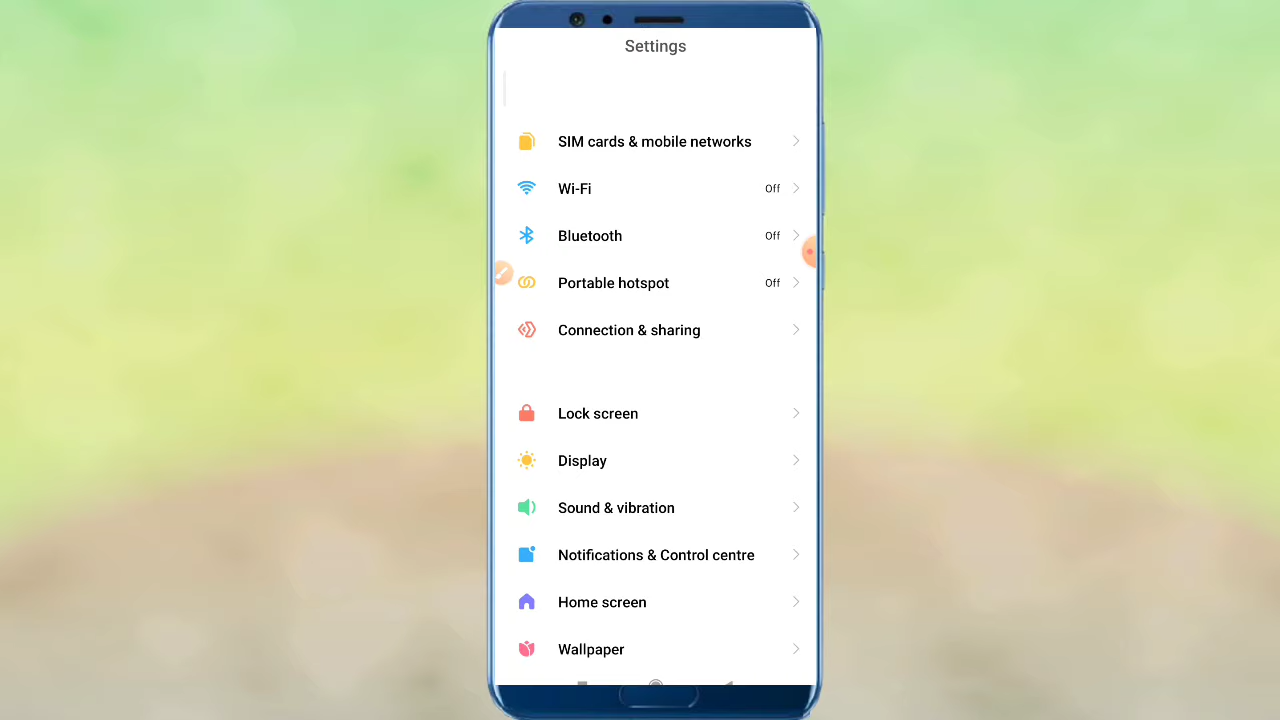 Settings
SIM cards & mobile networks
Wi-Fi Off
Bluetooth Off
Portable hotspot Off
Connection & sharing
Lock screen
Display
Sound & vibration
Notifications & Control centre
Home screen
Wallpaper